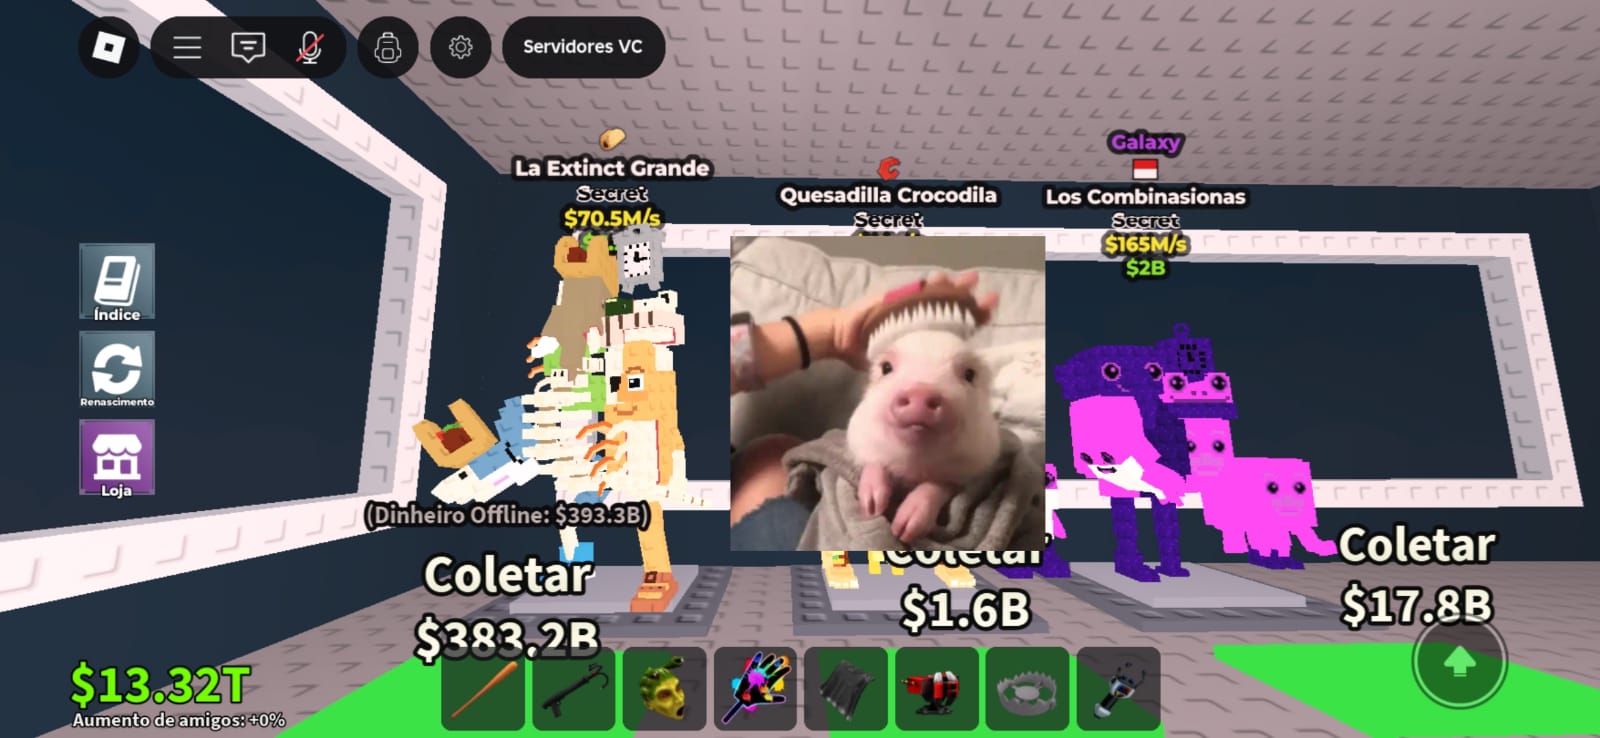 Servidores VC
La Extinct Grande
Secret
$70.5M/s
Quesadilla Crocodila
Secret
Galaxy
Los Combinasionas
Secret
$165M/s
$2B
Índice
Renascimento
Loja
(Dinheiro Offline: $393.3B)
Coletar
$383.2B
Coletar
$1.6B
Coletar
$17.8B
$13.32T
Aumento de amigos: +0%